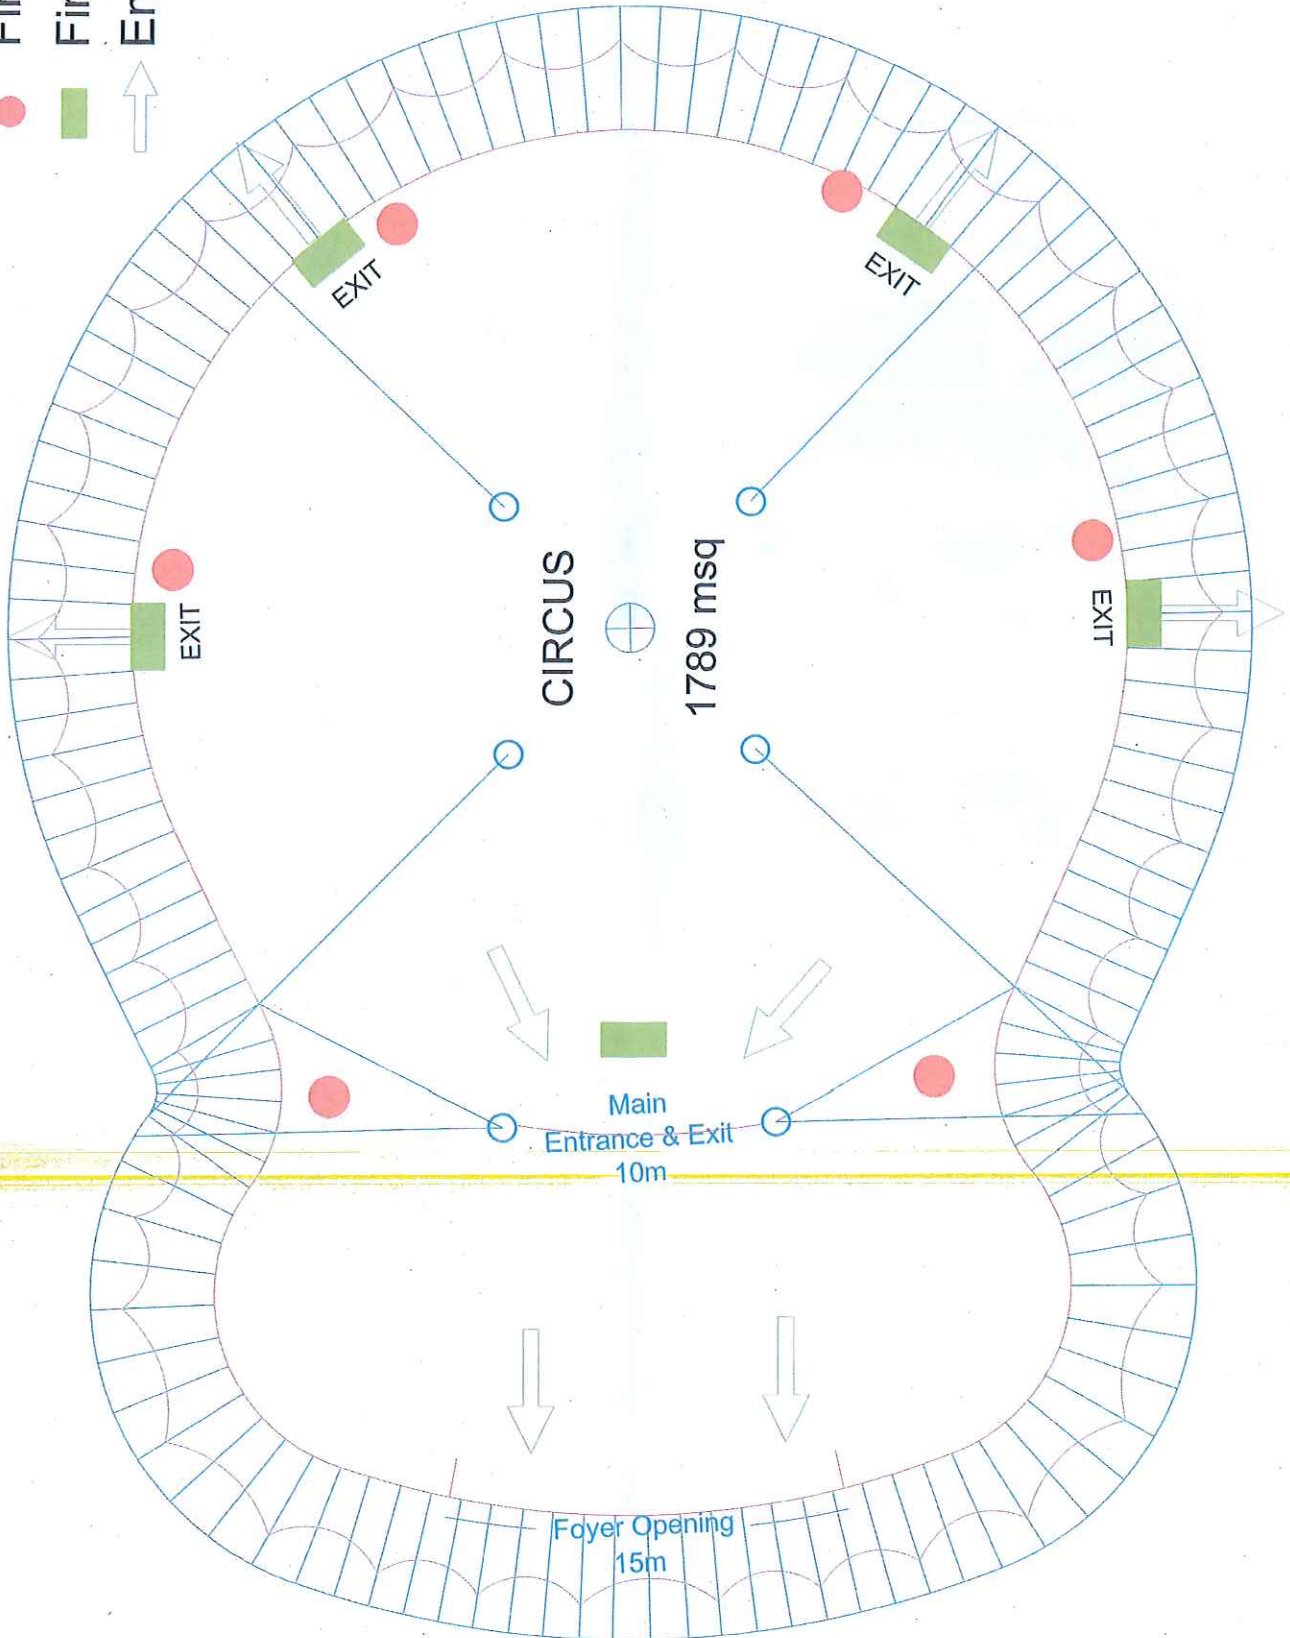 EXIT
EXIT
EXIT
EXIT
CIRCUS
1789 msq
Main
Entrance & Exit
10m
Foyer Opening
15m